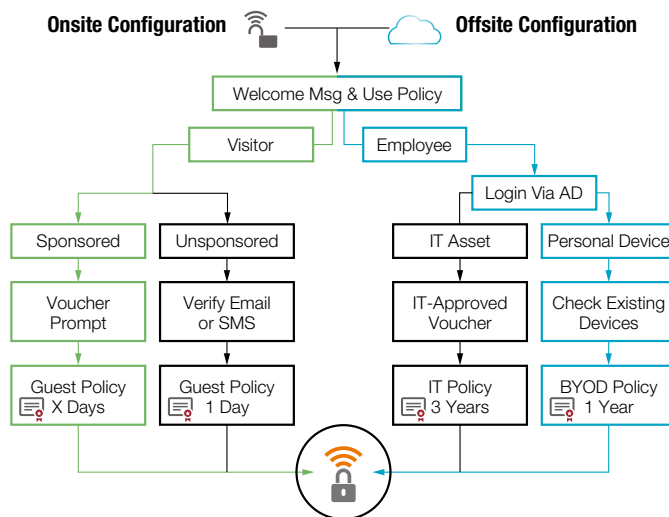 Onsite Configuration
Offsite Configuration
Welcome Msg & Use Policy
Visitor
Employee
Login Via AD
Sponsored
Unsponsored
IT Asset
Personal Device
Voucher
Prompt
Verify Email
or SMS
IT-Approved
Voucher
Check Existing
Devices
Guest Policy
X Days
Guest Policy
1 Day
IT Policy
3 Years
BYOD Policy
1 Year